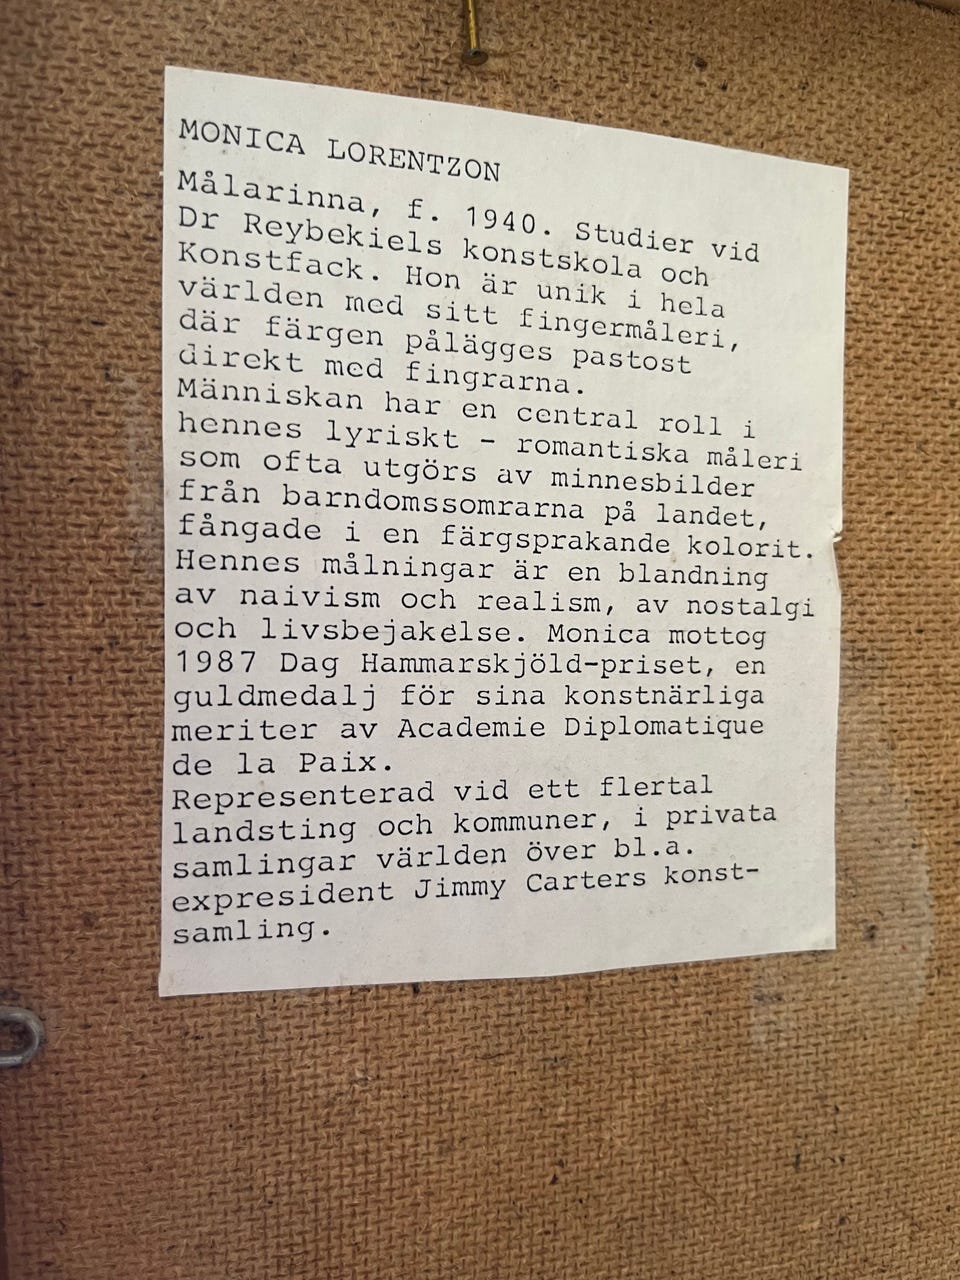 MONICA LORENTZON
Målarinna, f. 1940. Studier vid
Dr Reybekiels konstskola och
Konstfack. Hon är unik i hela
världen med sitt fingermåleri,
där färgen pålägges pastost
direkt med fingrarna.
Människan har en central roll i
hennes lyriskt - romantiska måleri
som ofta utgörs av minnesbilder
från barndomssomrarna på landet,
fångade i en färgsprakande kolorit.
Hennes målningar är en blandning
av naivism och realism, av nostalgi
och livsbejakelse. Monica mottog
1987 Dag Hammarskjöld-priset, en
guldmedalj för sina konstnärliga
meriter av Academie Diplomatique
de la Paix.
Representerad vid ett flertal
landsting och kommuner, i privata
samlingar världen över bl.a.
expresident Jimmy Carters konst-
samling.